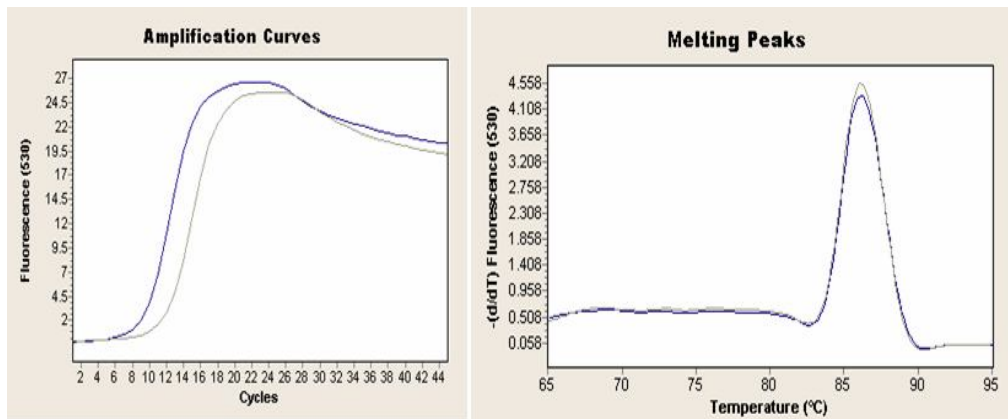 Amplification Curves
Fluorescence (530)
27
24.5
22
19.5
17
14.5
12
9.5
7
4.5
2
2 4 6 8 10 12 14 16 18 20 22 24 26 28 30 32 34 36 38 40 42 44
Cycles
Melting Peaks
-(d/dT) Fluorescence (530)
4.558
4.108
3.658
3.208
2.758
2.308
1.858
1.408
0.958
0.508
0.058
65 70 75 80 85 90 95
Temperature (ºC)